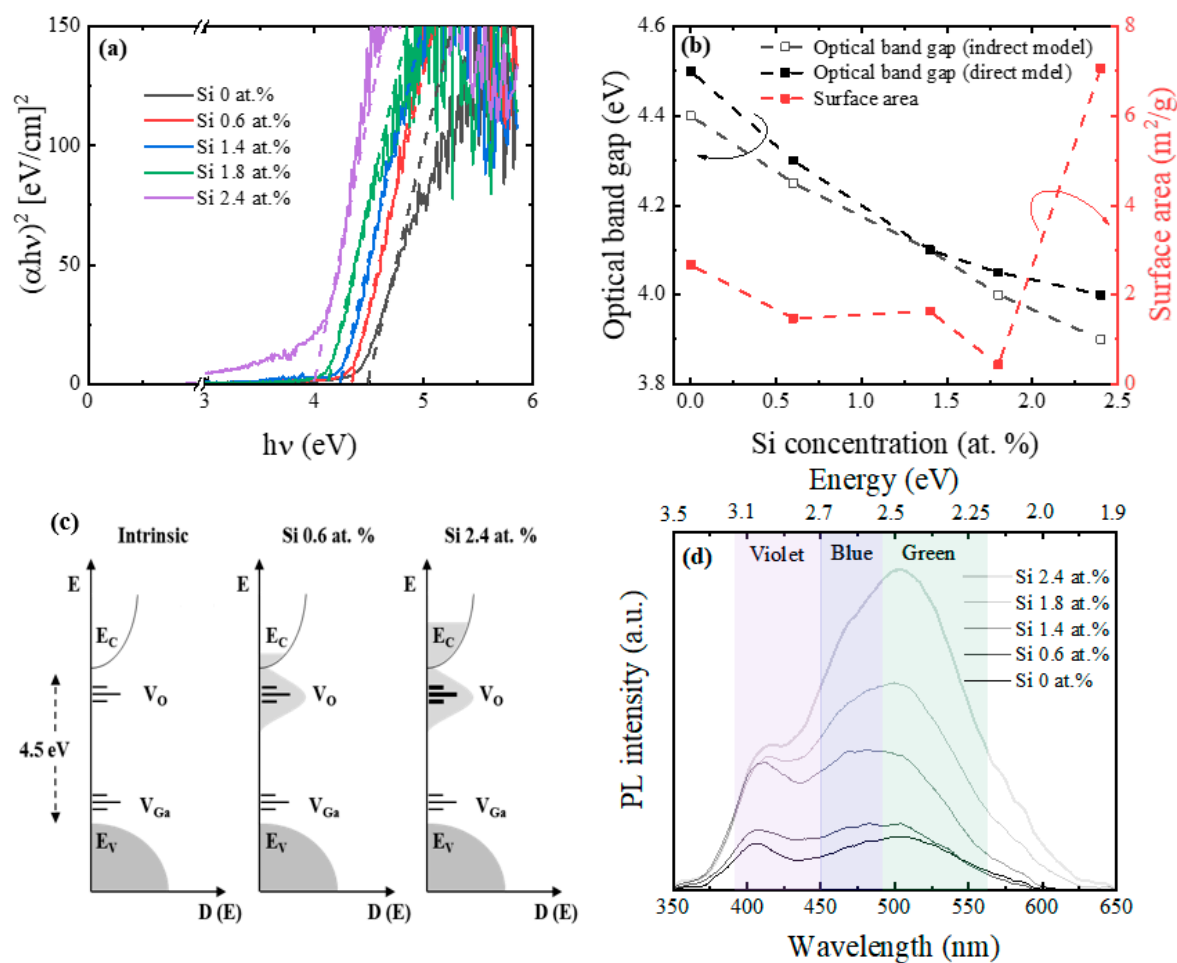 (a)
150
100
50
0
(αhν)² [eV/cm]²
Si 0 at.%
Si 0.6 at.%
Si 1.4 at.%
Si 1.8 at.%
Si 2.4 at.%
0 3 4 5 6
hν (eV)
(b)
4.6
4.4
4.2
4.0
3.8
Optical band gap (eV)
Optical band gap (indrect model)
Optical band gap (direct mdel)
Surface area
8
6
4
2
0
Surface area (m²/g)
0.0 0.5 1.0 1.5 2.0 2.5
Si concentration (at. %)
(c)
Intrinsic Si 0.6 at. % Si 2.4 at. %
E E E
E_C E_C E_C
V_O V_O V_O
4.5 eV
V_Ga V_Ga V_Ga
E_V E_V E_V
D (E) D (E) D (E)
Energy (eV)
3.5 3.1 2.7 2.5 2.25 2.0 1.9
(d)
Violet Blue Green
Si 2.4 at.%
Si 1.8 at.%
Si 1.4 at.%
Si 0.6 at.%
Si 0 at.%
PL intensity (a.u.)
350 400 450 500 550 600 650
Wavelength (nm)